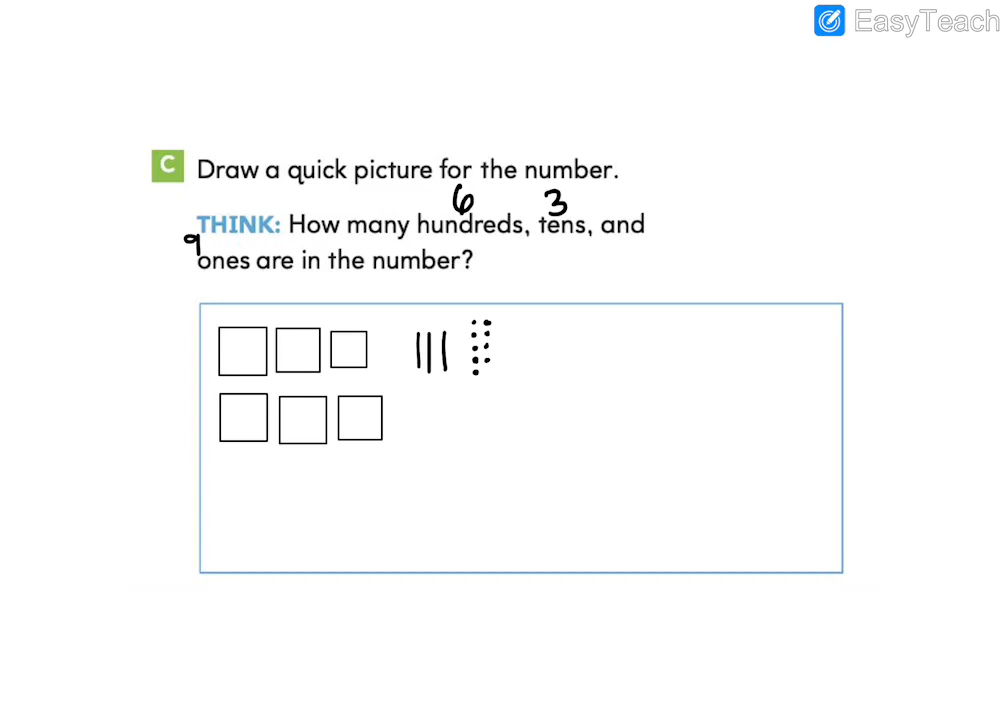 EasyTeach
C Draw a quick picture for the number.
6 3
THINK: How many hundreds, tens, and
9
ones are in the number?